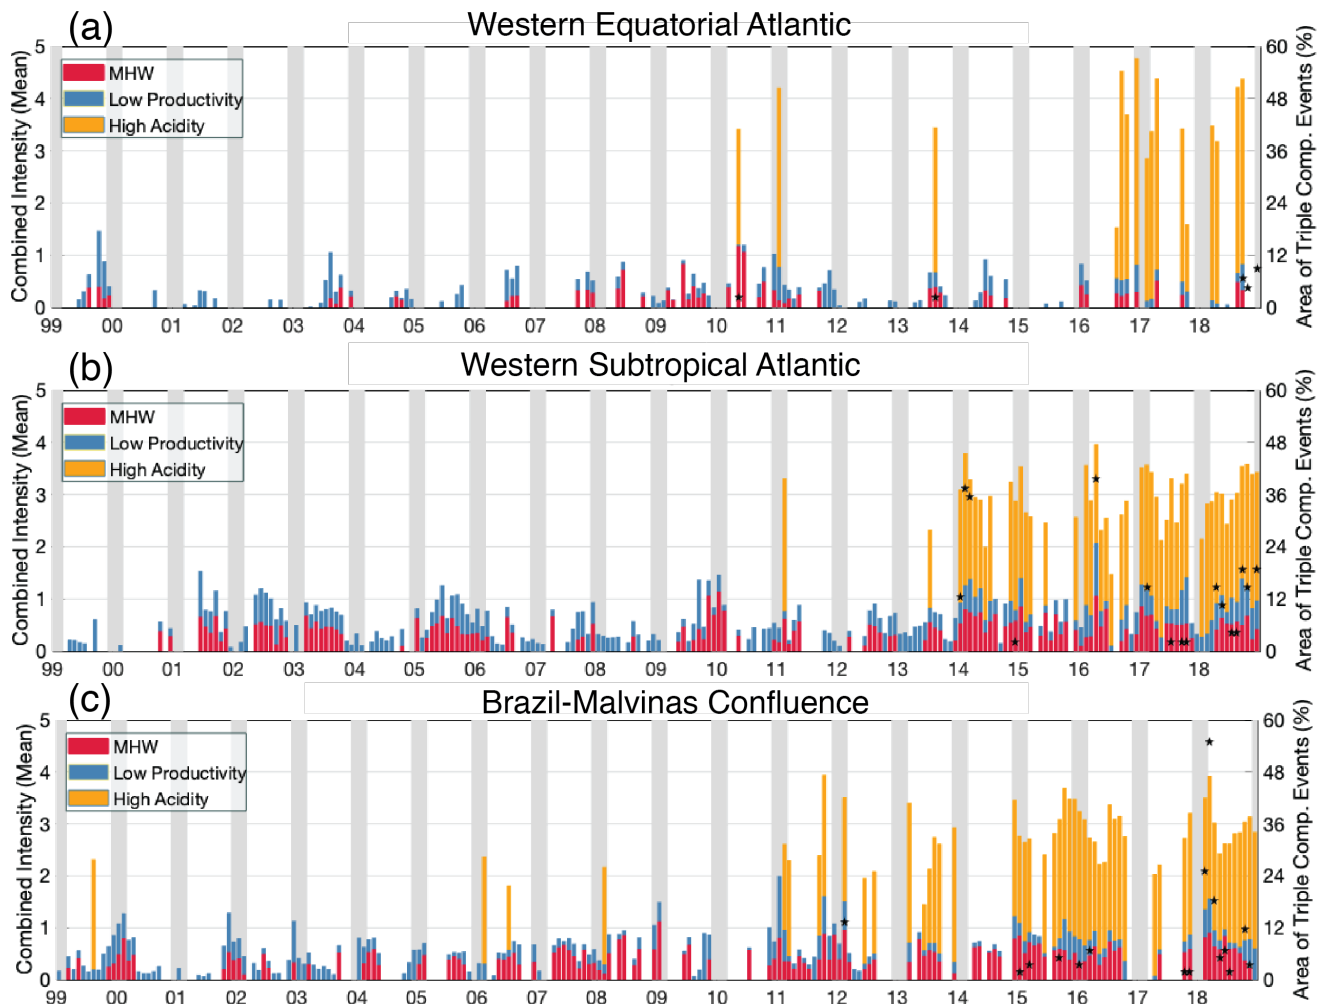 (a) Western Equatorial Atlantic
Combined Intensity (Mean)
5
4
3
2
1
0
MHW
Low Productivity
High Acidity
60
48
36
24
12
0
Area of Triple Comp. Events (%)
99 00 01 02 03 04 05 06 07 08 09 10 11 12 13 14 15 16 17 18
(b) Western Subtropical Atlantic
Combined Intensity (Mean)
5
4
3
2
1
0
MHW
Low Productivity
High Acidity
60
48
36
24
12
0
Area of Triple Comp. Events (%)
99 00 01 02 03 04 05 06 07 08 09 10 11 12 13 14 15 16 17 18
(c) Brazil-Malvinas Confluence
Combined Intensity (Mean)
5
4
3
2
1
0
MHW
Low Productivity
High Acidity
60
48
36
24
12
0
Area of Triple Comp. Events (%)
99 00 01 02 03 04 05 06 07 08 09 10 11 12 13 14 15 16 17 18